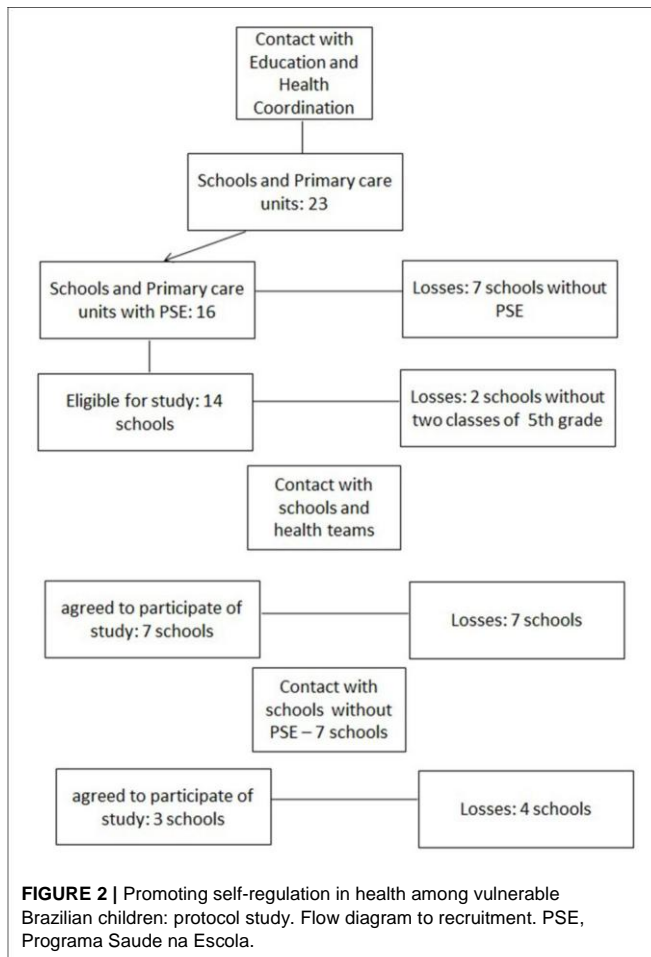 Contact with
Education and
Health
Coordination
Schools and Primary care
units: 23
Schools and Primary care
units with PSE: 16
Losses: 7 schools without
PSE
Eligible for study: 14
schools
Losses: 2 schools without
two classes of 5th grade
Contact with
schools and
health teams
agreed to participate of
study: 7 schools
Losses: 7 schools
Contact with
schools without
PSE – 7 schools
agreed to participate of
study: 3 schools
Losses: 4 schools
FIGURE 2 | Promoting self-regulation in health among vulnerable
Brazilian children: protocol study. Flow diagram to recruitment. PSE,
Programa Saude na Escola.